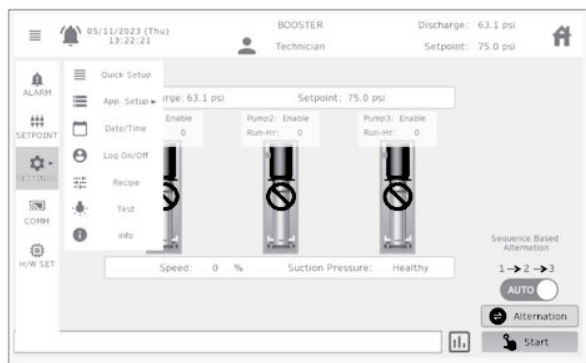 05/11/2023 (Thu)
13:22:21
BOOSTER
Technician
Discharge: 63.1 psi
Setpoint: 75.0 psi
ALARM
SETPOINT
SETTINGS
COMM.
H/W SET
Quick Setup
App. Setup
Date/Time
Log On/Off
Recipe
Test
Info
rge: 63.1 psi Setpoint: 75.0 psi
Enable
0
Pump2: Enable
Run-Hr: 0
Pump3: Enable
Run-Hr: 0
Speed: 0 % Suction Pressure: Healthy
Sequence Based
Alternation
1 → 2 → 3
AUTO
Alternation
Start